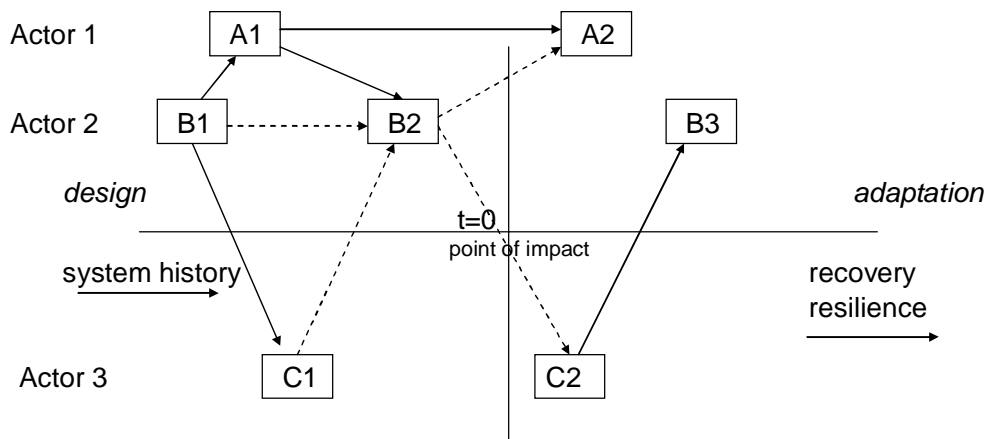 Actor 1
A1
A2
Actor 2
B1
B2
B3
design
adaptation
t=0
point of impact
system history
recovery
resilience
Actor 3
C1
C2